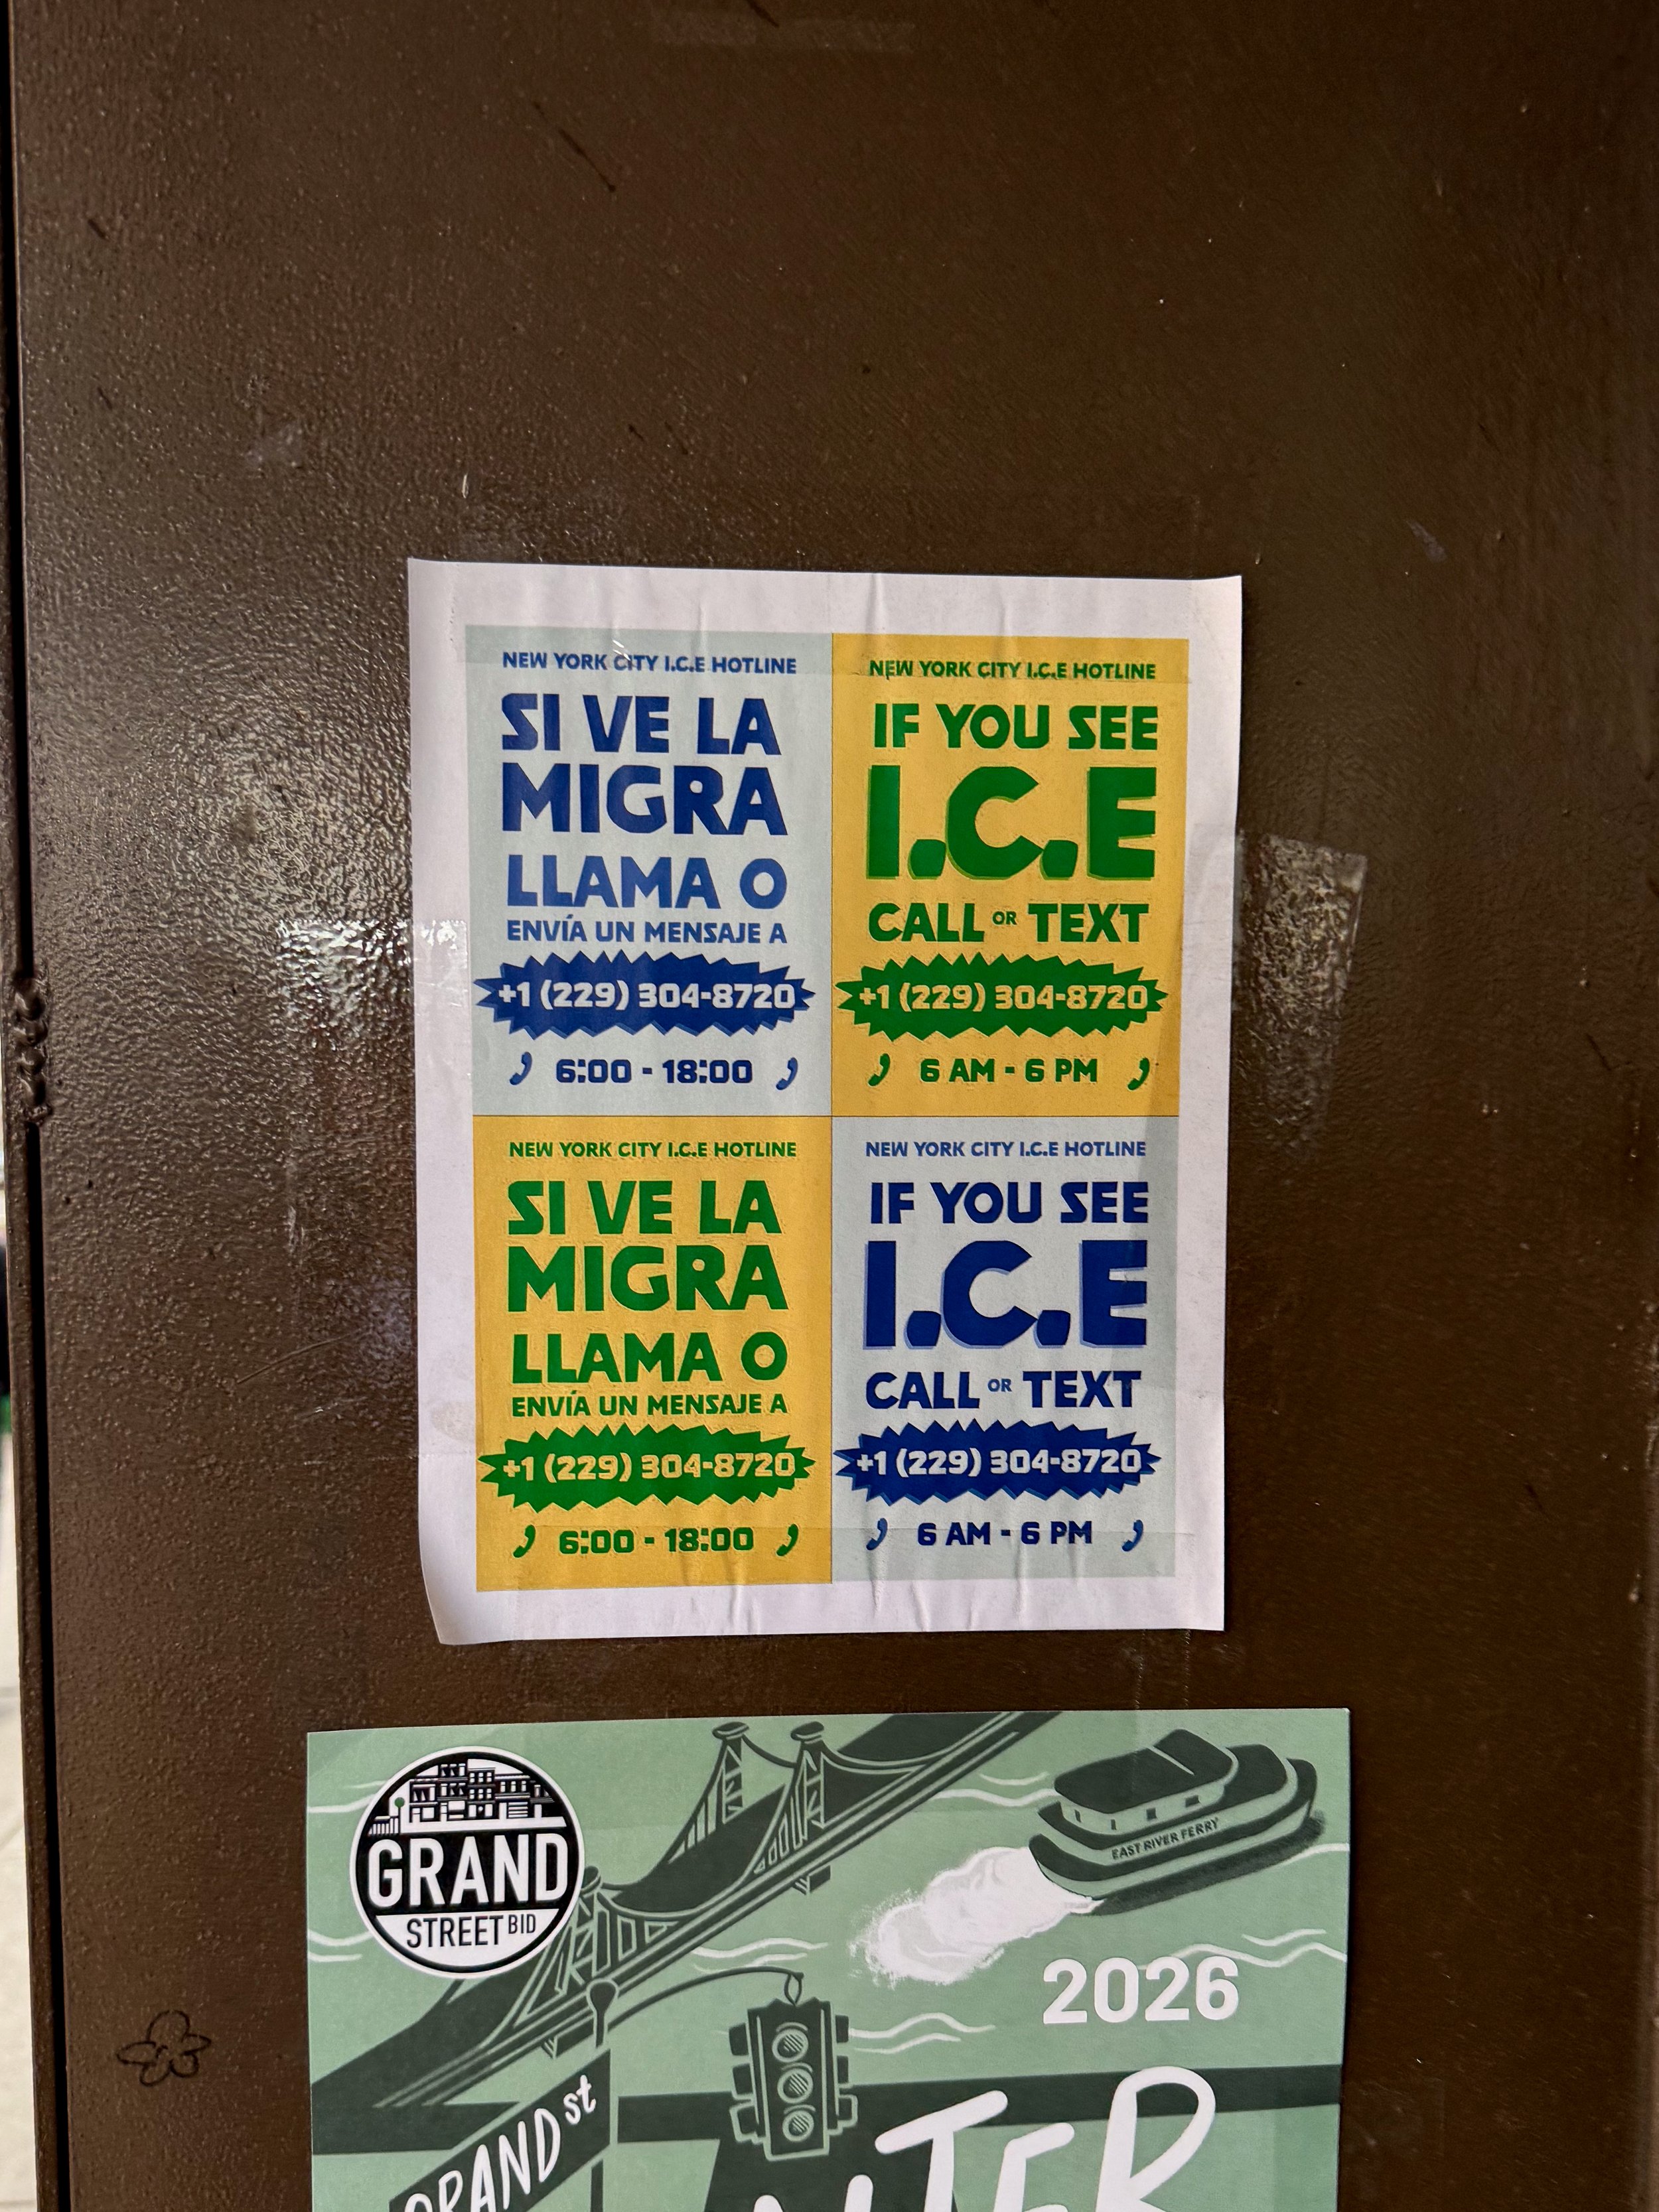 NEW YORK CITY I.C.E HOTLINE
SI VE LA
MIGRA
LLAMA O
ENVÍA UN MENSAJE A
+1 (229) 304-8720
6:00 - 18:00
NEW YORK CITY I.C.E HOTLINE
IF YOU SEE
I.C.E
CALL OR TEXT
+1 (229) 304-8720
6 AM - 6 PM
NEW YORK CITY I.C.E HOTLINE
SI VE LA
MIGRA
LLAMA O
ENVÍA UN MENSAJE A
+1 (229) 304-8720
6:00 - 18:00
NEW YORK CITY I.C.E HOTLINE
IF YOU SEE
I.C.E
CALL OR TEXT
+1 (229) 304-8720
6 AM - 6 PM
GRAND
STREET BID
EAST RIVER FERRY
2026
GRAND st